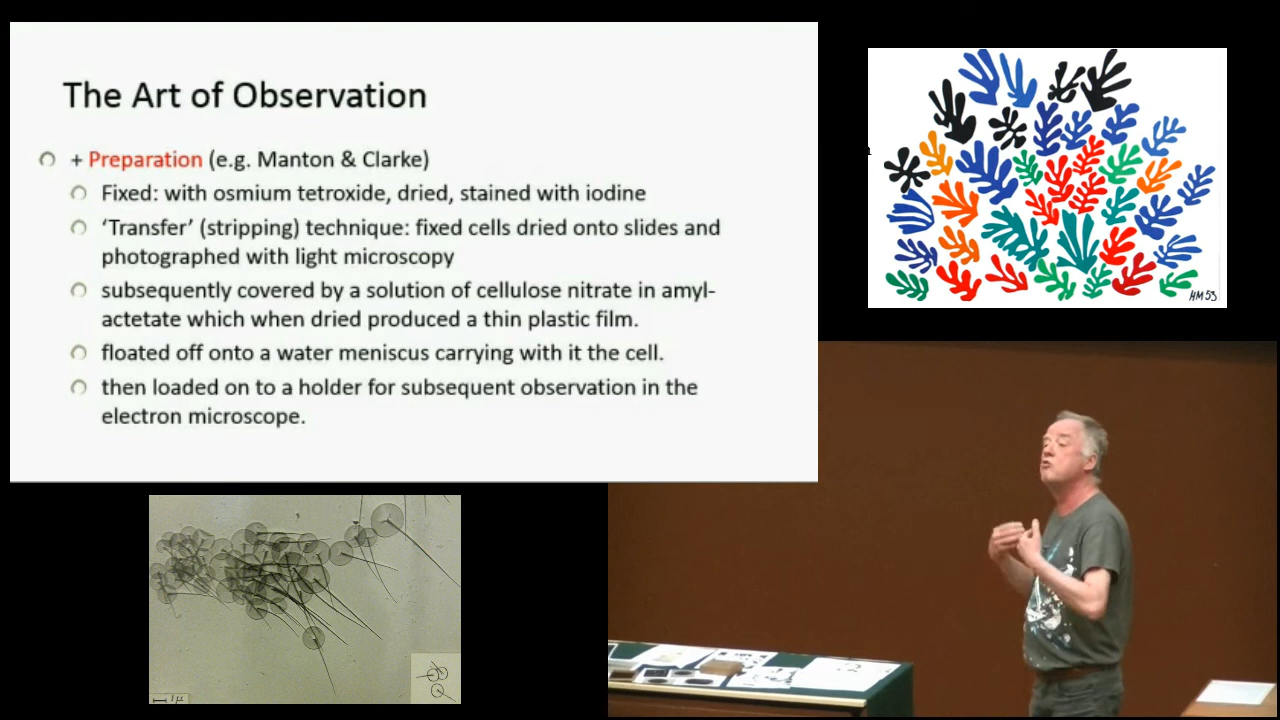 The Art of Observation
+ Preparation (e.g. Manton & Clarke)
Fixed: with osmium tetroxide, dried, stained with iodine
‘Transfer’ (stripping) technique: fixed cells dried onto slides and
photographed with light microscopy
subsequently covered by a solution of cellulose nitrate in amyl-
actetate which when dried produced a thin plastic film.
floated off onto a water meniscus carrying with it the cell.
then loaded on to a holder for subsequent observation in the
electron microscope.
HM 53
1 μ